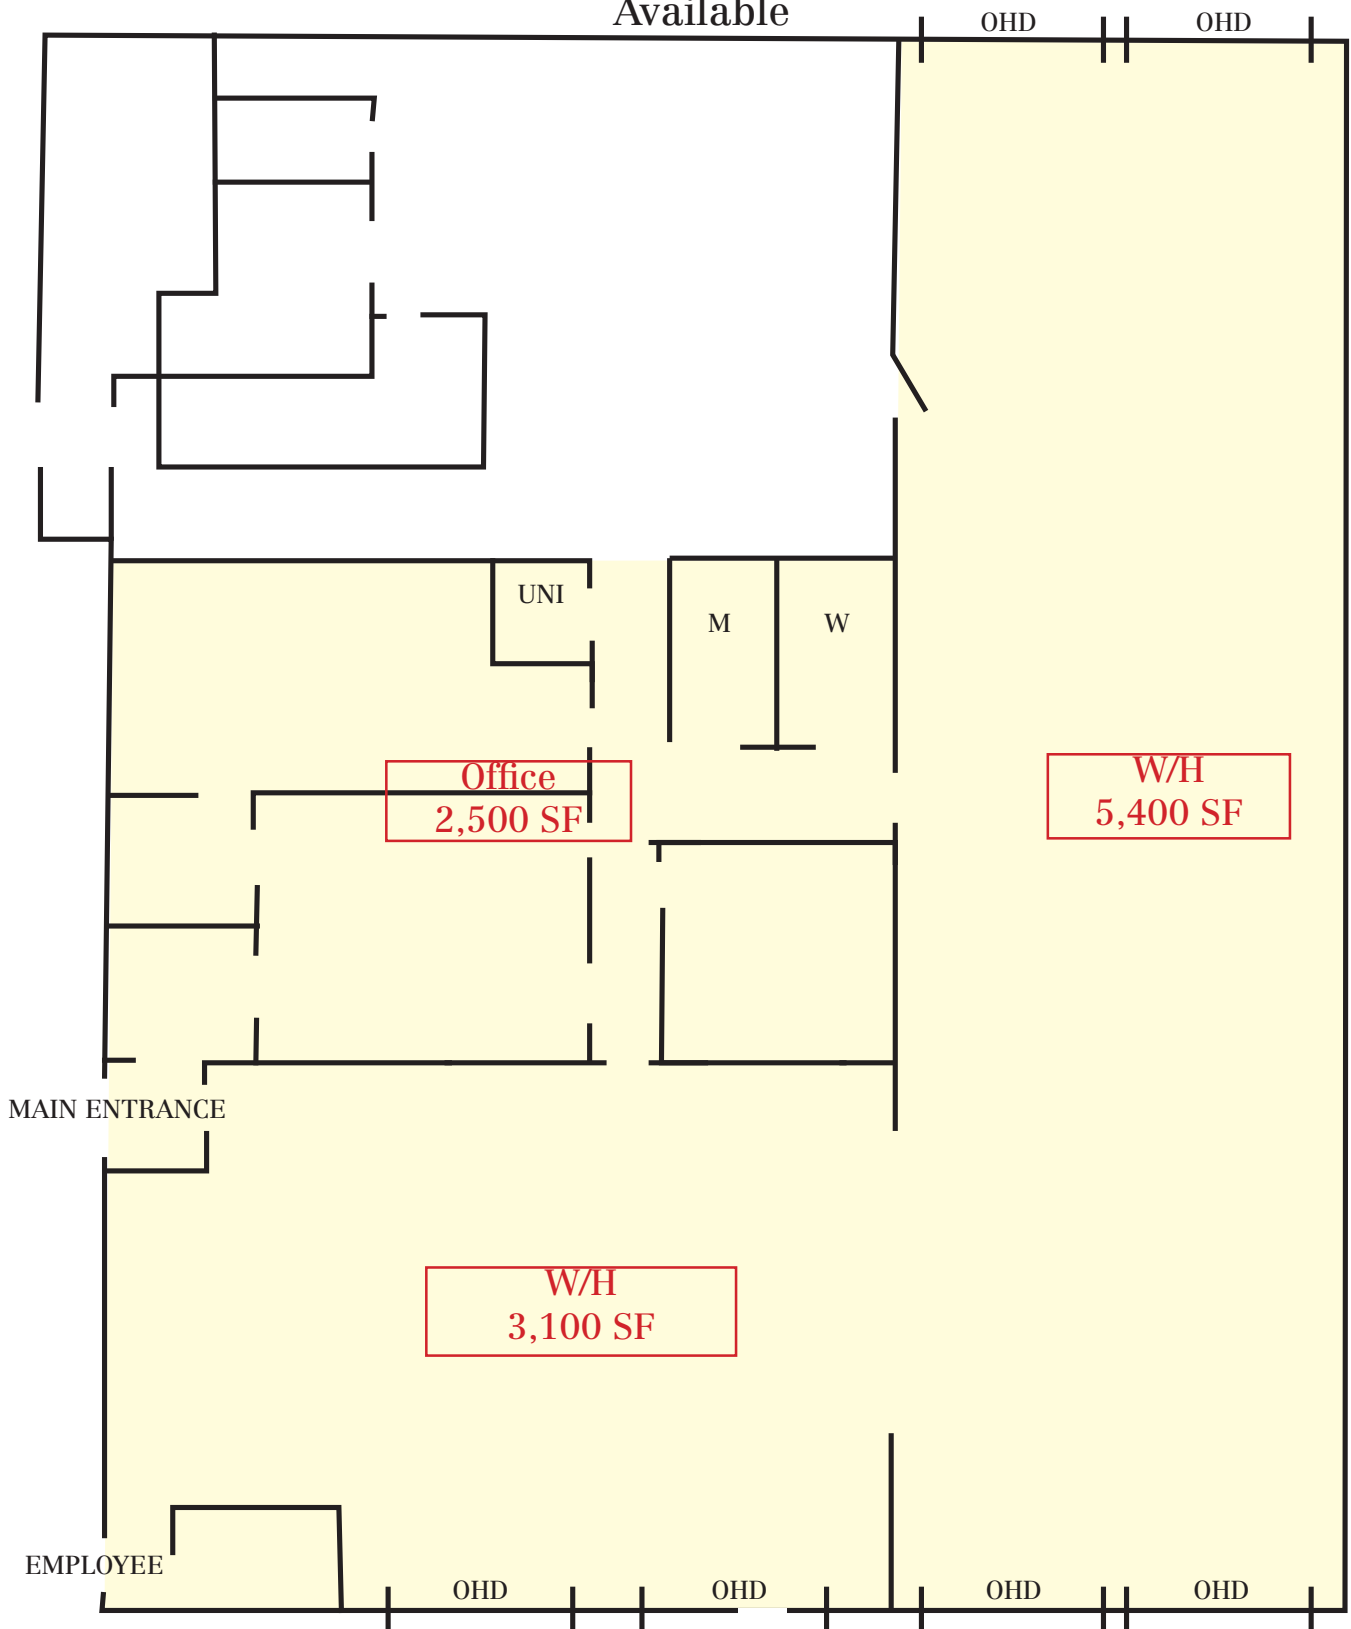 Available
OHD OHD
UNI
M W
Office
2,500 SF
W/H
5,400 SF
MAIN ENTRANCE
W/H
3,100 SF
EMPLOYEE
OHD OHD OHD OHD